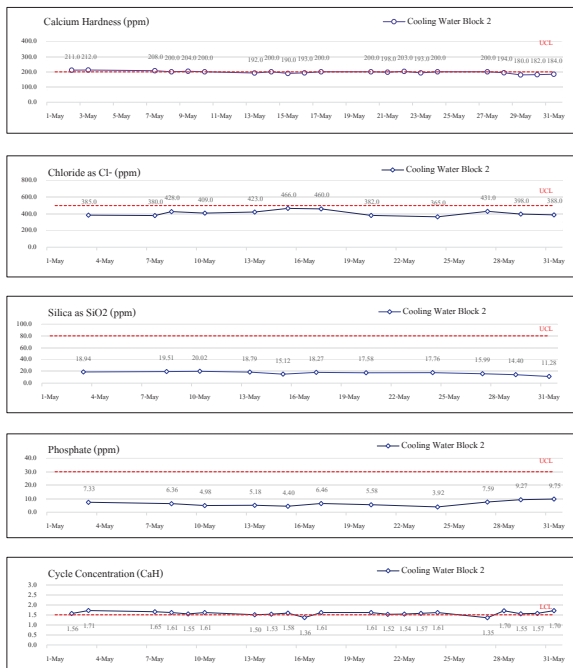 Calcium Hardness (ppm)
Cooling Water Block 2
400.0
UCL
211.0 212.0 208.0 200.0 204.0 200.0 192.0 200.0 190.0 193.0 200.0 200.0 198.0 203.0 193.0 200.0 200.0 194.0 180.0 182.0 184.0
300.0
200.0
100.0
0.0
1-May 3-May 5-May 7-May 9-May 11-May 13-May 15-May 17-May 19-May 21-May 23-May 25-May 27-May 29-May 31-May
Chloride as Cl- (ppm)
Cooling Water Block 2
800.0
UCL
600.0
385.0 380.0 428.0 409.0 423.0 466.0 460.0 382.0 365.0 431.0 398.0 388.0
400.0
200.0
0.0
1-May 4-May 7-May 10-May 13-May 16-May 19-May 22-May 25-May 28-May 31-May
Silica as SiO2 (ppm)
Cooling Water Block 2
100.0
UCL
80.0
60.0
40.0
18.94 19.51 20.02 18.79 15.12 18.27 17.58 17.76 15.99 14.40 11.28
20.0
0.0
1-May 4-May 7-May 10-May 13-May 16-May 19-May 22-May 25-May 28-May 31-May
Phosphate (ppm)
Cooling Water Block 2
40.0
UCL
30.0
20.0
7.33 6.36 4.98 5.18 4.40 6.46 5.58 3.92 7.59 9.27 9.75
10.0
0.0
1-May 4-May 7-May 10-May 13-May 16-May 19-May 22-May 25-May 28-May 31-May
Cycle Concentration (CaH)
Cooling Water Block 2
3.0
2.5
2.0
LCL
1.5
1.0
1.56 1.71 1.65 1.61 1.55 1.61 1.50 1.53 1.58 1.36 1.61 1.61 1.52 1.54 1.57 1.61 1.35 1.70 1.55 1.57 1.70
0.5
0.0
1-May 4-May 7-May 10-May 13-May 16-May 19-May 22-May 25-May 28-May 31-May